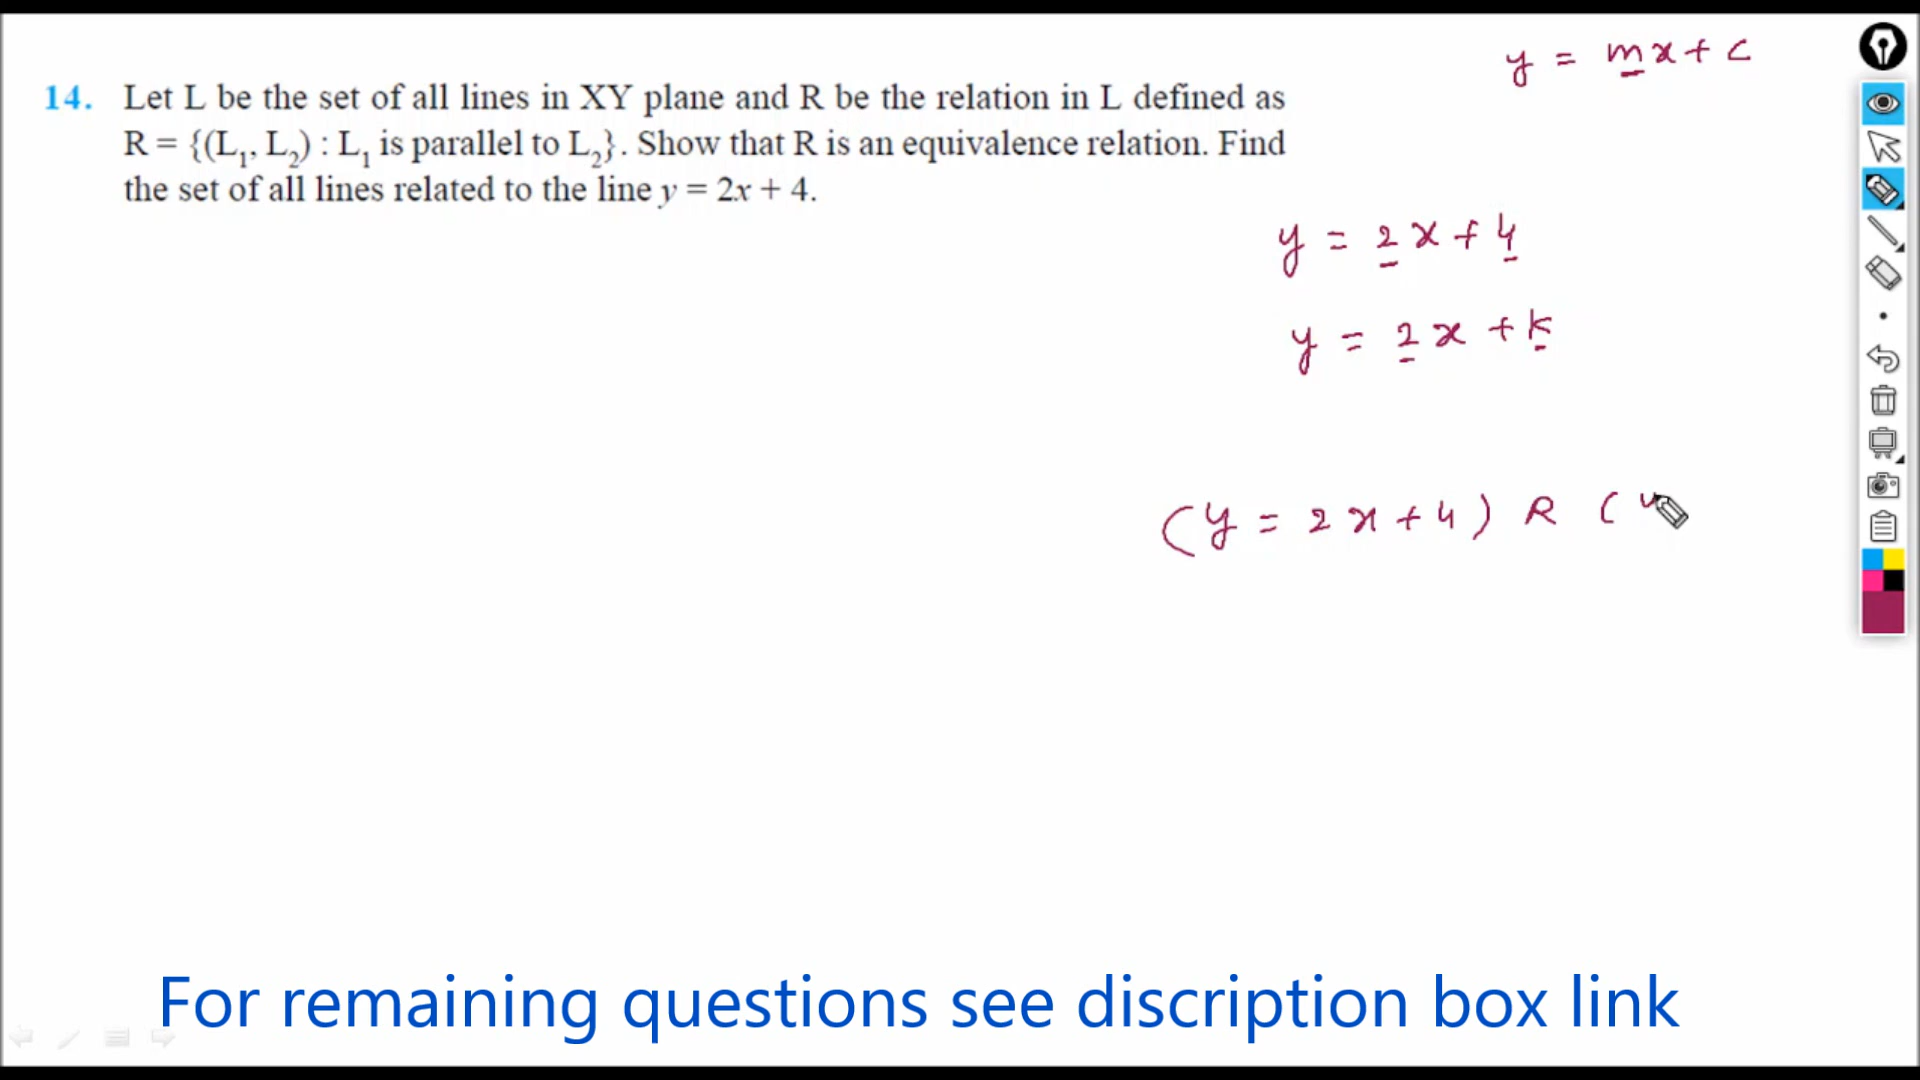 y = mx + c
14. Let L be the set of all lines in XY plane and R be the relation in L defined as
R = {(L₁, L₂) : L₁ is parallel to L₂}. Show that R is an equivalence relation. Find
the set of all lines related to the line y = 2x + 4.
y = 2x + 4
y = 2x + k
(y = 2x + 4) R (
For remaining questions see discription box link